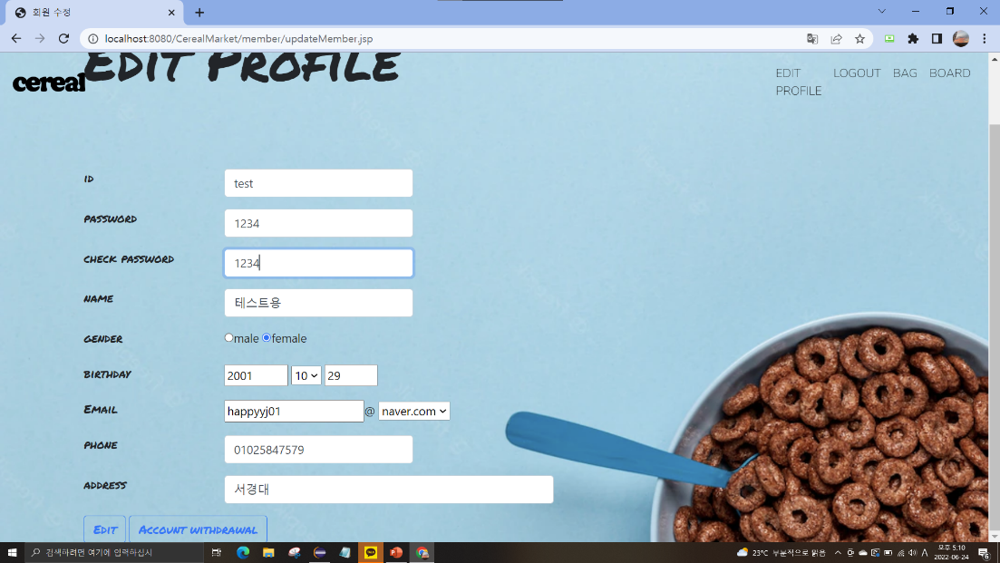 회원 수정
localhost:8080/CerealMarket/member/updateMember.jsp
EDIT PROFILE
cereal
EDIT PROFILE
LOGOUT
BAG
BOARD
ID
test
PASSWORD
1234
CHECK PASSWORD
1234
NAME
테스트용
GENDER
male female
BIRTHDAY
2001 10 29
EMAIL
happyyj01 @ naver.com
PHONE
01025847579
ADDRESS
서경대
EDIT
ACCOUNT WITHDRAWAL
검색하려면 여기에 입력하십시
23℃ 부분적으로 맑음
A
오후 5:10
2022-06-24
6